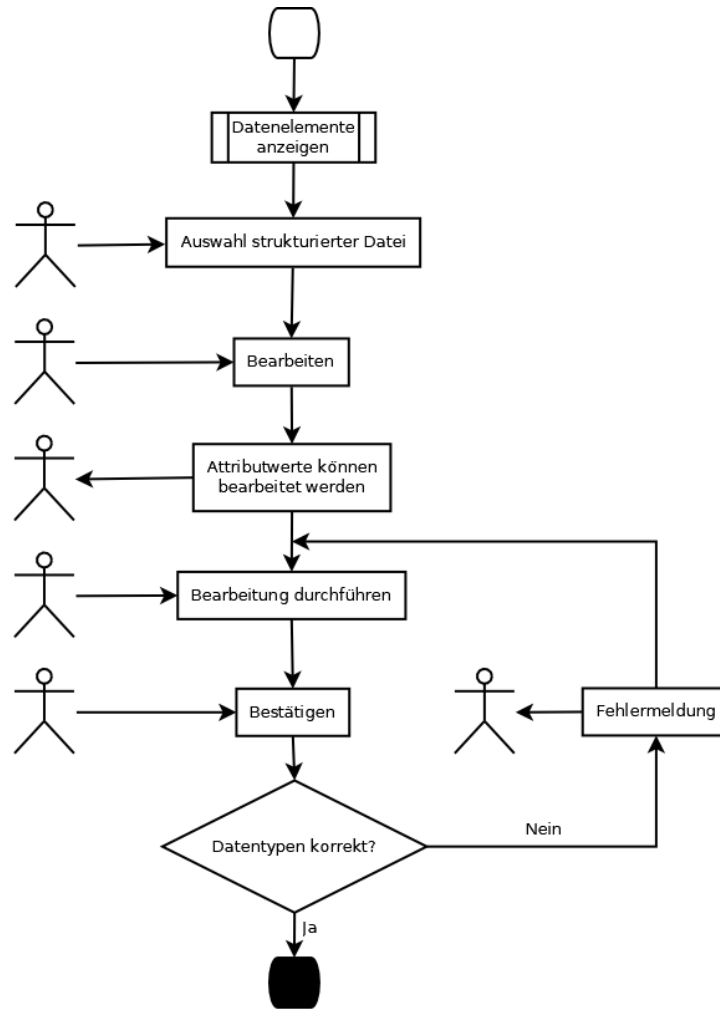 Datenelemente
anzeigen
Auswahl strukturierter Datei
Bearbeiten
Attributwerte können
bearbeitet werden
Bearbeitung durchführen
Bestätigen
Fehlermeldung
Datentypen korrekt?
Nein
Ja